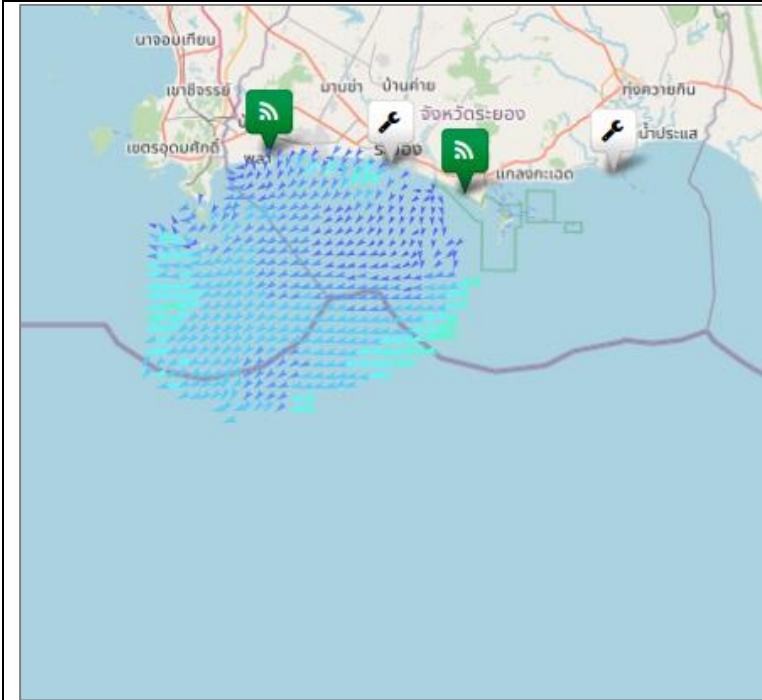 นาจอมเทียน
เขาชีจรรย์
มาบข่า
บ้านค่าย
จังหวัดระยอง
ทุ่งควายกิน
เขตรอุดมศักดิ์
พลา
แกลงกะเฉด
น้ำประแส